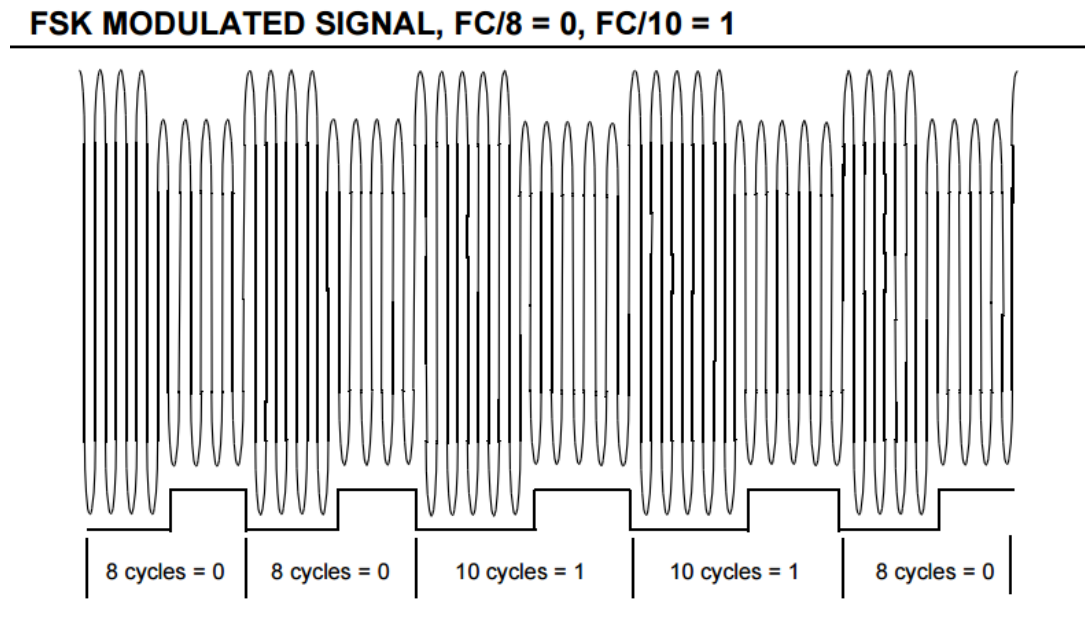 FSK MODULATED SIGNAL, FC/8 = 0, FC/10 = 1
8 cycles = 0 8 cycles = 0 10 cycles = 1 10 cycles = 1 8 cycles = 0